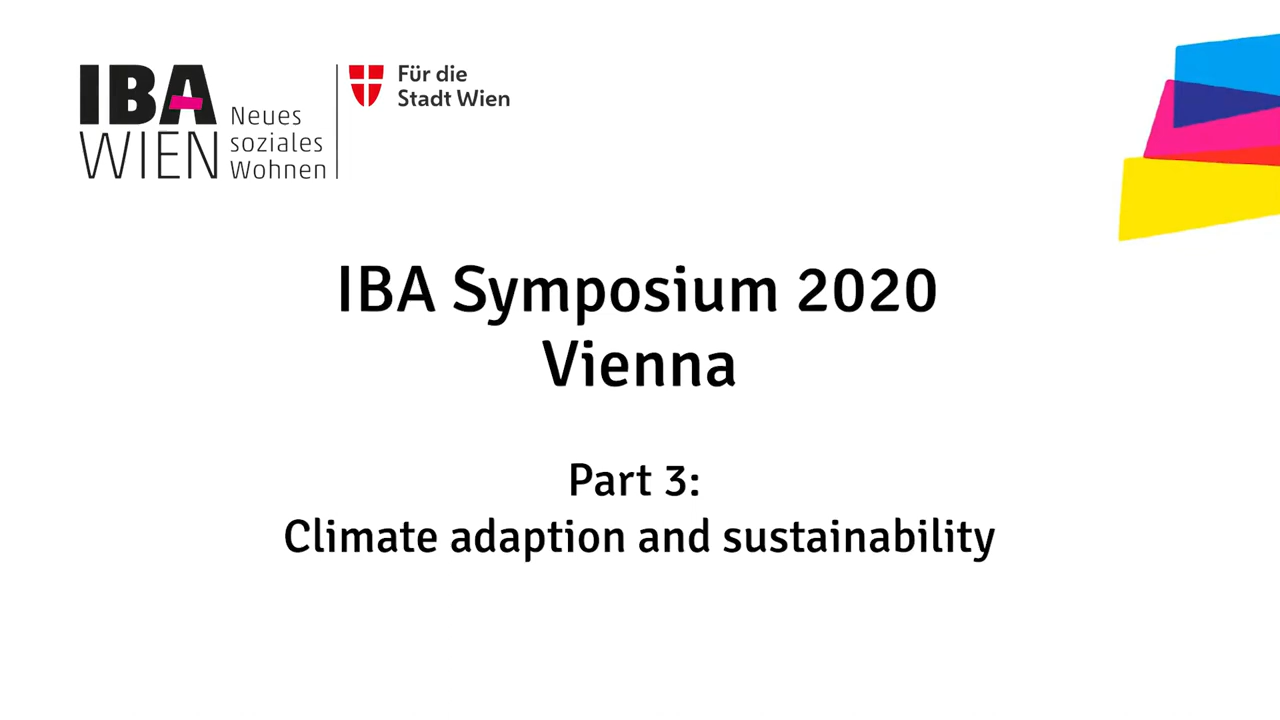 IBA
WIEN
Neues
soziales
Wohnen
Für die
Stadt Wien
IBA Symposium 2020
Vienna
Part 3:
Climate adaption and sustainability